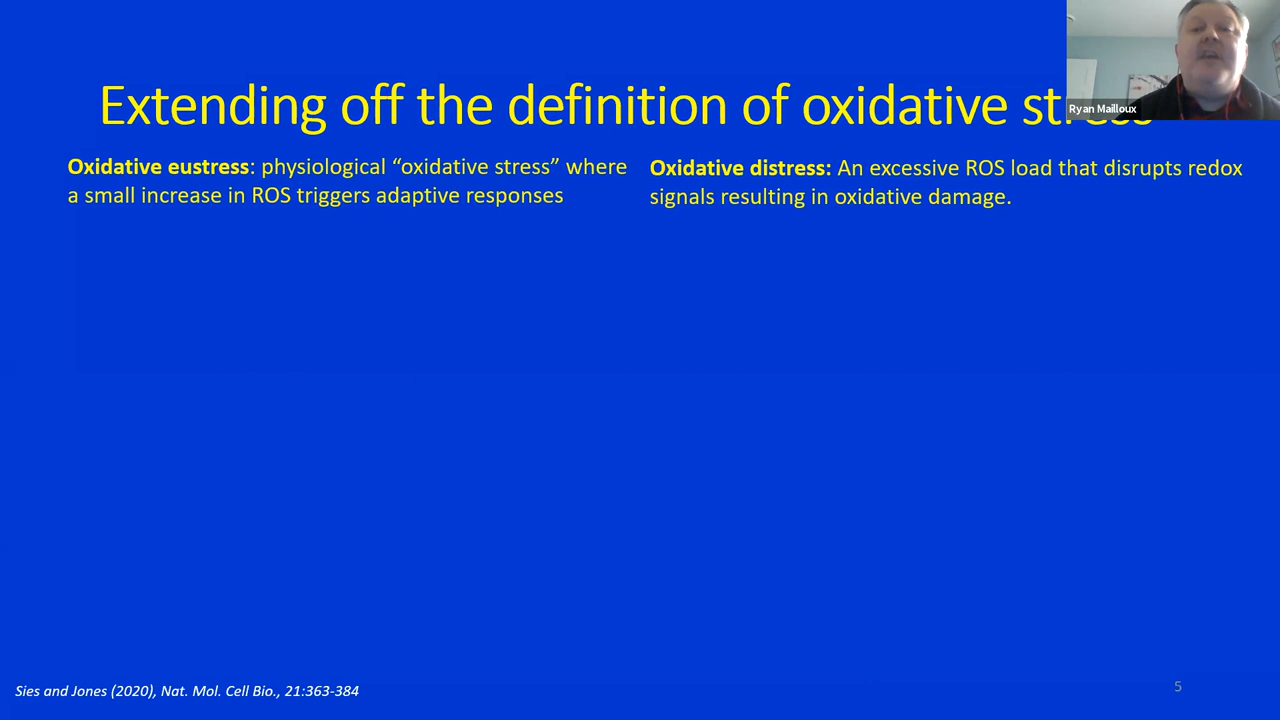 Extending off the definition of oxidative stress
Ryan Mailloux
Oxidative eustress: physiological “oxidative stress” where
a small increase in ROS triggers adaptive responses
Oxidative distress: An excessive ROS load that disrupts redox
signals resulting in oxidative damage.
Sies and Jones (2020), Nat. Mol. Cell Bio., 21:363-384
5